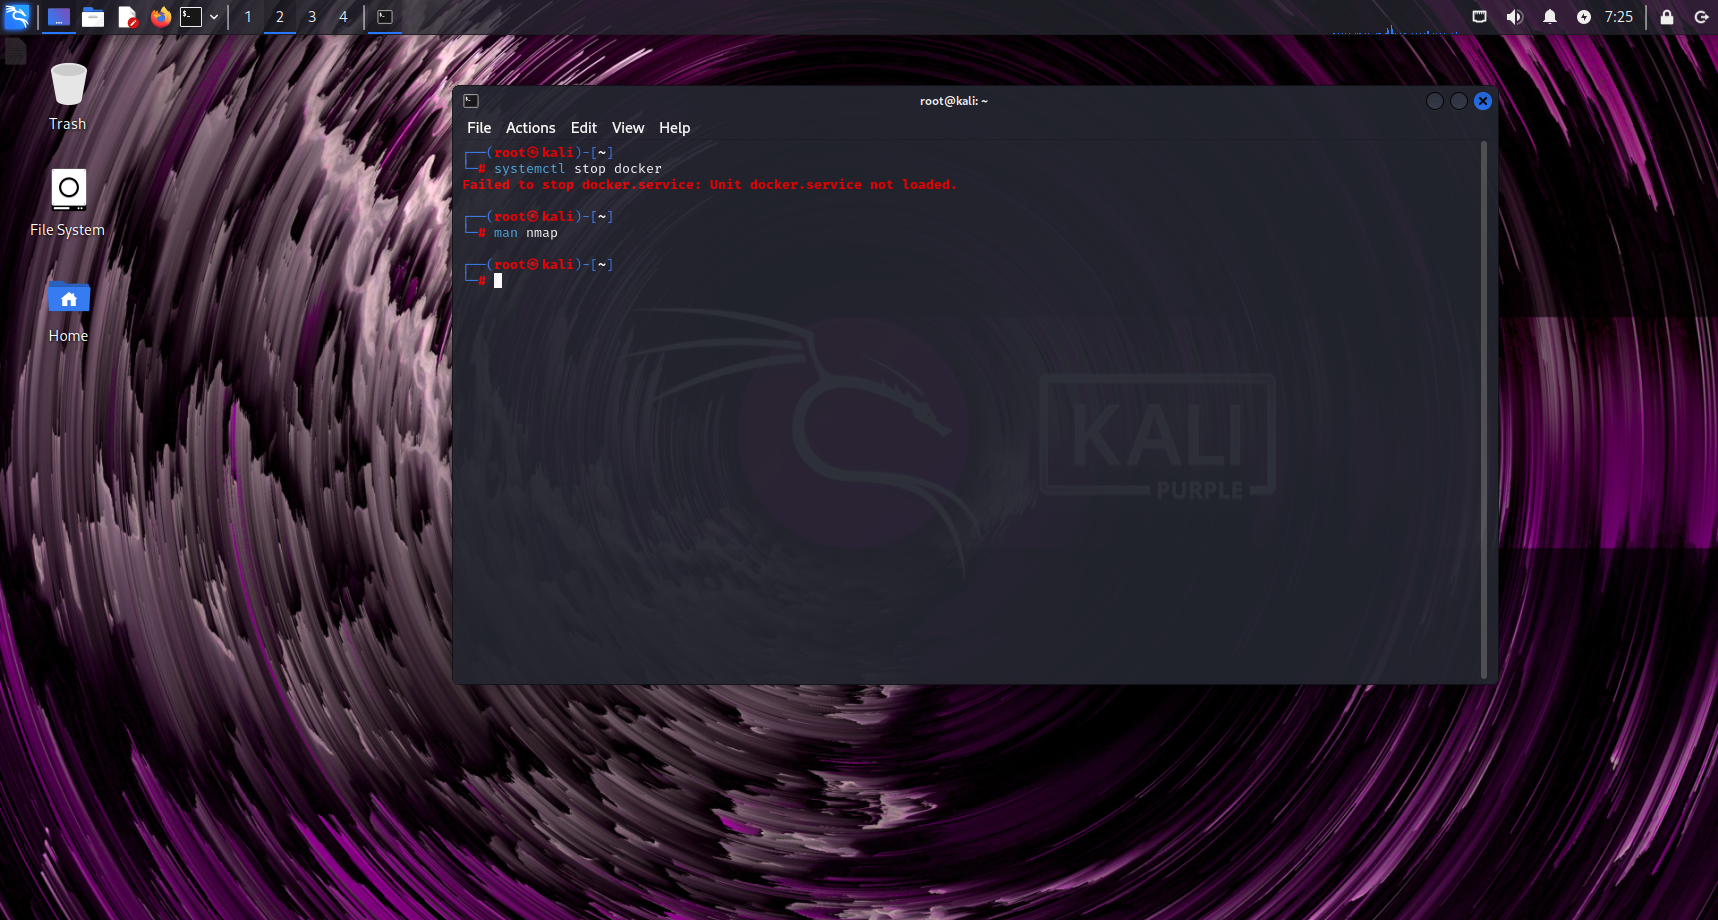 1 2 3 4 7:25
Trash
File System
Home
root@kali: ~
File Actions Edit View Help
┌──(root㉿kali)-[~]
└─# systemctl stop docker
Failed to stop docker.service: Unit docker.service not loaded.
┌──(root㉿kali)-[~]
└─# man nmap
┌──(root㉿kali)-[~]
└─#
KALI
PURPLE